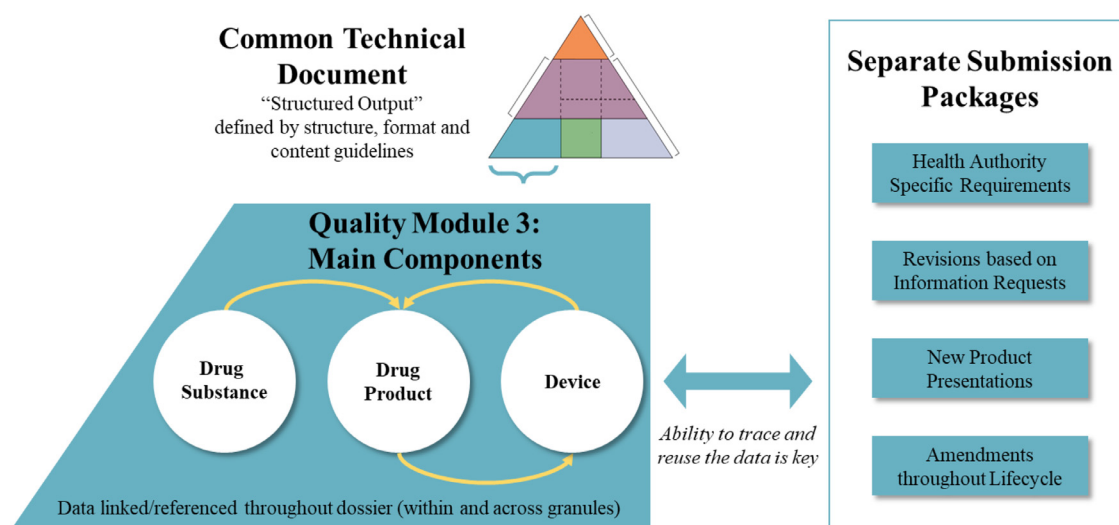 Common Technical
Document
“Structured Output”
defined by structure, format and
content guidelines
Quality Module 3:
Main Components
Drug
Substance
Drug
Product
Device
Data linked/referenced throughout dossier (within and across granules)
Ability to trace and
reuse the data is key
Separate Submission
Packages
Health Authority
Specific Requirements
Revisions based on
Information Requests
New Product
Presentations
Amendments
throughout Lifecycle